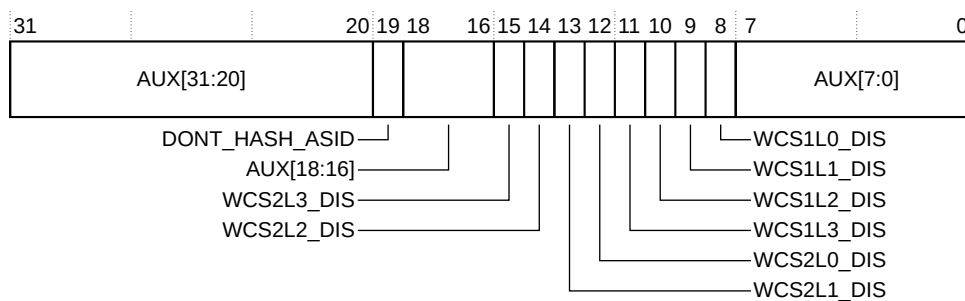 31 20 19 18 16 15 14 13 12 11 10 9 8 7 0
AUX[31:20] AUX[7:0]
DONT_HASH_ASID WCS1L0_DIS
AUX[18:16] WCS1L1_DIS
WCS2L3_DIS WCS1L2_DIS
WCS2L2_DIS WCS1L3_DIS
WCS2L0_DIS
WCS2L1_DIS